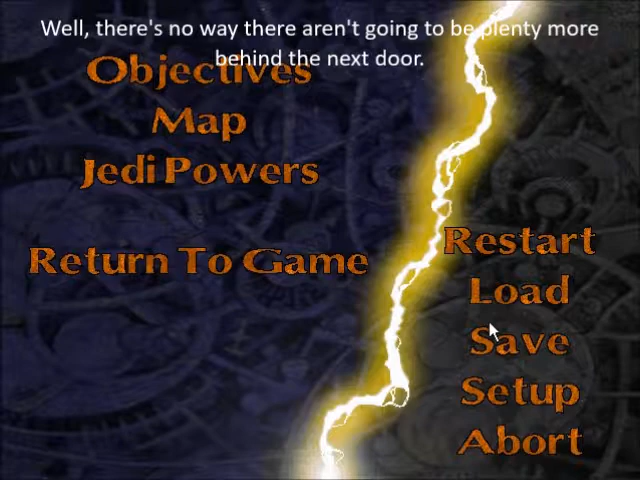 Well, there's no way there aren't going to be plenty more
behind the next door.
Objectives
Map
Jedi Powers
Return To Game
Restart
Load
Save
Setup
Abort